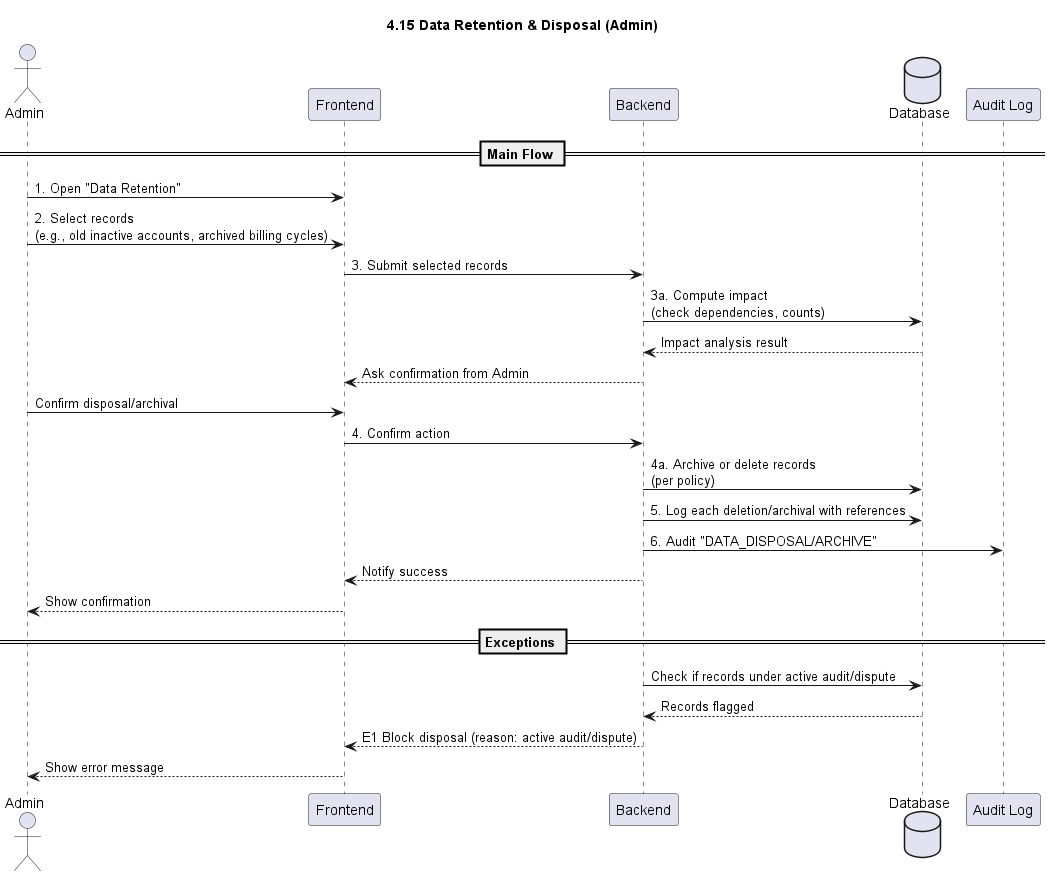 4.15 Data Retention & Disposal (Admin)
Admin
Frontend
Backend
Database
Audit Log
Main Flow
1. Open "Data Retention"
2. Select records
(e.g., old inactive accounts, archived billing cycles)
3. Submit selected records
3a. Compute impact
(check dependencies, counts)
Impact analysis result
Ask confirmation from Admin
Confirm disposal/archival
4. Confirm action
4a. Archive or delete records
(per policy)
5. Log each deletion/archival with references
6. Audit "DATA_DISPOSAL/ARCHIVE"
Notify success
Show confirmation
Exceptions
Check if records under active audit/dispute
Records flagged
E1 Block disposal (reason: active audit/dispute)
Show error message
Admin
Frontend
Backend
Database
Audit Log